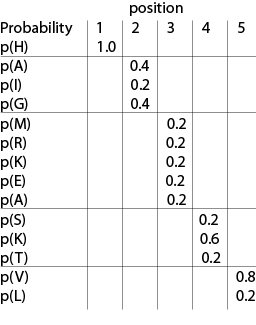 position
Probability 1 2 3 4 5
p(H) 1.0
p(A) 0.4
p(I) 0.2
p(G) 0.4
p(M) 0.2
p(R) 0.2
p(K) 0.2
p(E) 0.2
p(A) 0.2
p(S) 0.2
p(K) 0.6
p(T) 0.2
p(V) 0.8
p(L) 0.2